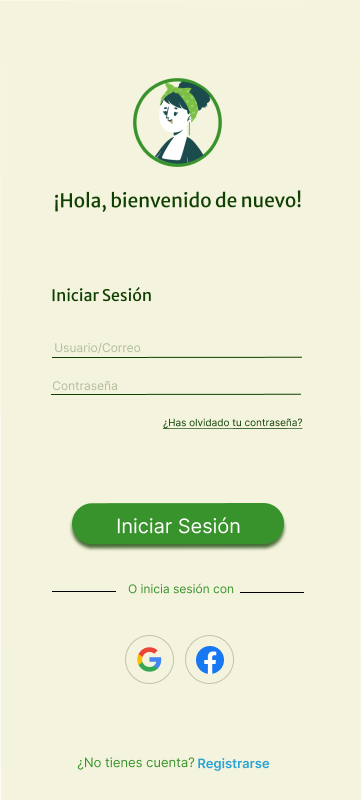 ¡Hola, bienvenido de nuevo!
Iniciar Sesión
Usuario/Correo
Contraseña
¿Has olvidado tu contraseña?
Iniciar Sesión
O inicia sesión con
¿No tienes cuenta? Registrarse